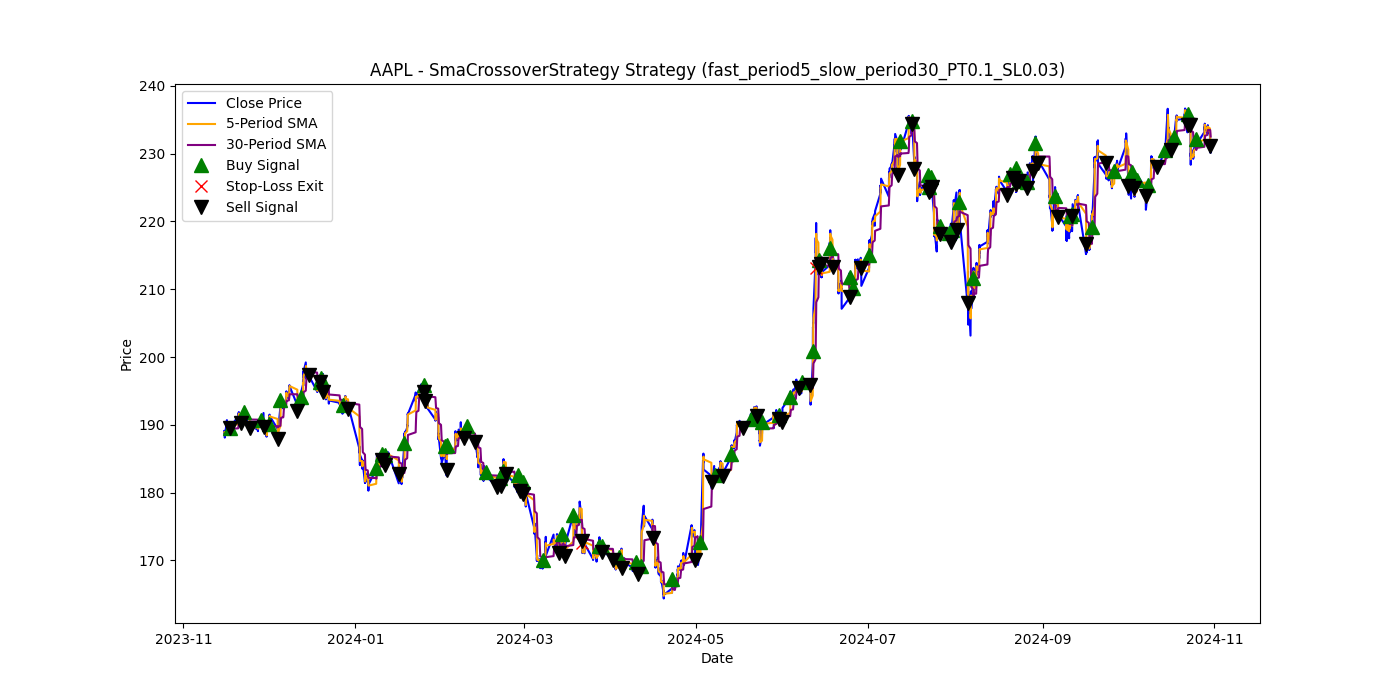 AAPL - SmaCrossoverStrategy Strategy (fast_period5_slow_period30_PT0.1_SL0.03)
Close Price
5-Period SMA
30-Period SMA
Buy Signal
Stop-Loss Exit
Sell Signal
Price
240
230
220
210
200
190
180
170
2023-11 2024-01 2024-03 2024-05 2024-07 2024-09 2024-11
Date